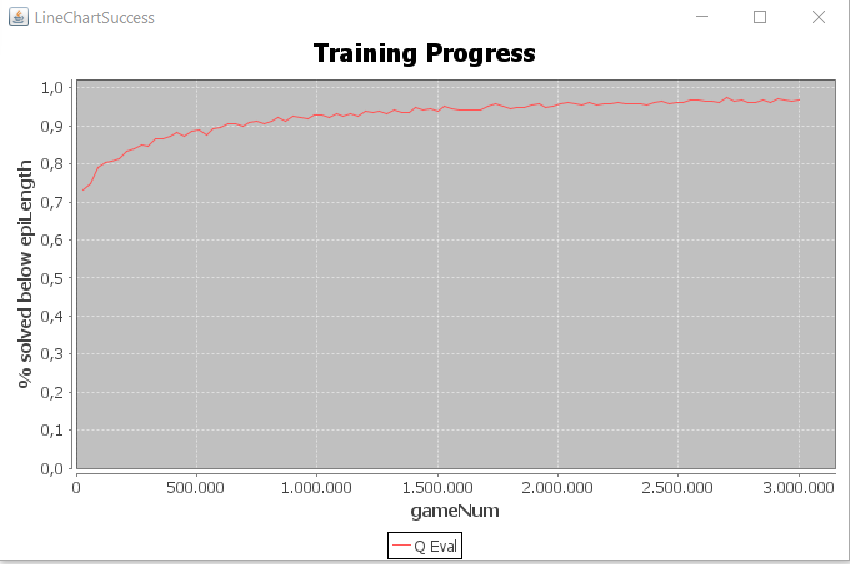 LineChartSuccess
Training Progress
% solved below epiLength
1,0
0,9
0,8
0,7
0,6
0,5
0,4
0,3
0,2
0,1
0,0
0 500.000 1.000.000 1.500.000 2.000.000 2.500.000 3.000.000
gameNum
Q Eval